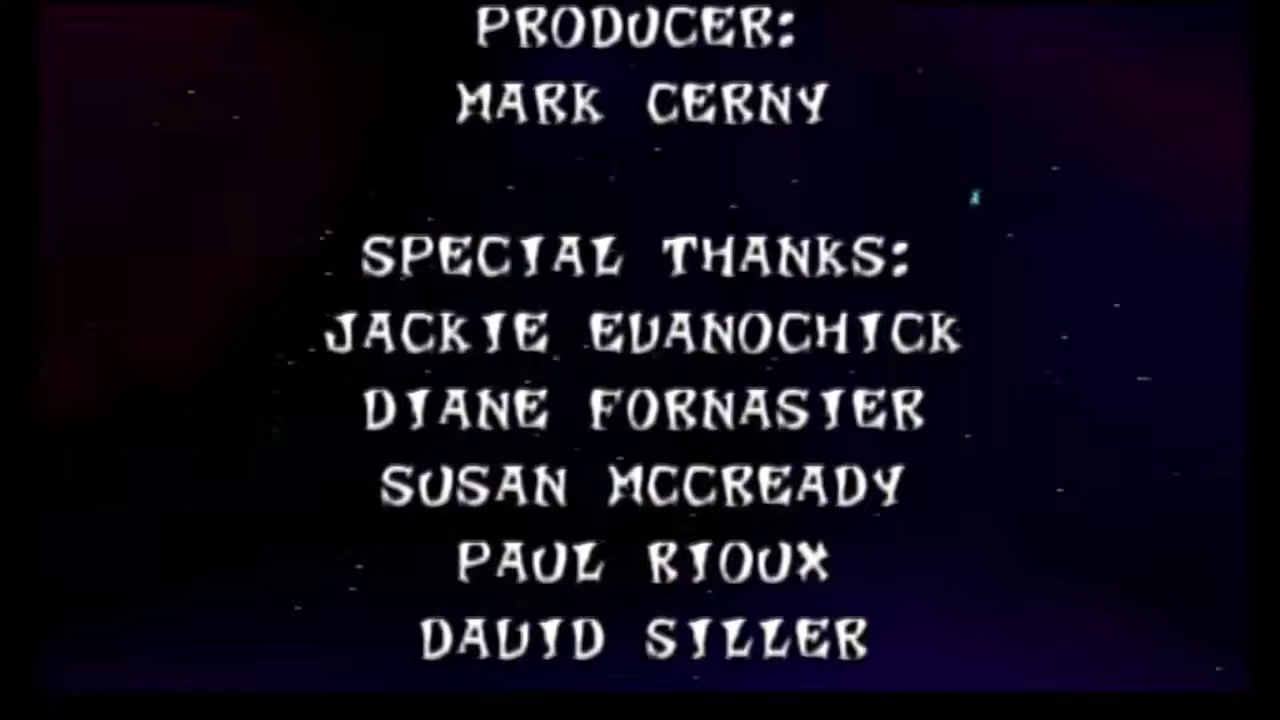 PRODUCER:
MARK CERNY
SPECIAL THANKS:
JACKIE EVANOCHICK
DIANE FORNASIER
SUSAN MCCREADY
PAUL RIOUX
DAVID SILLER